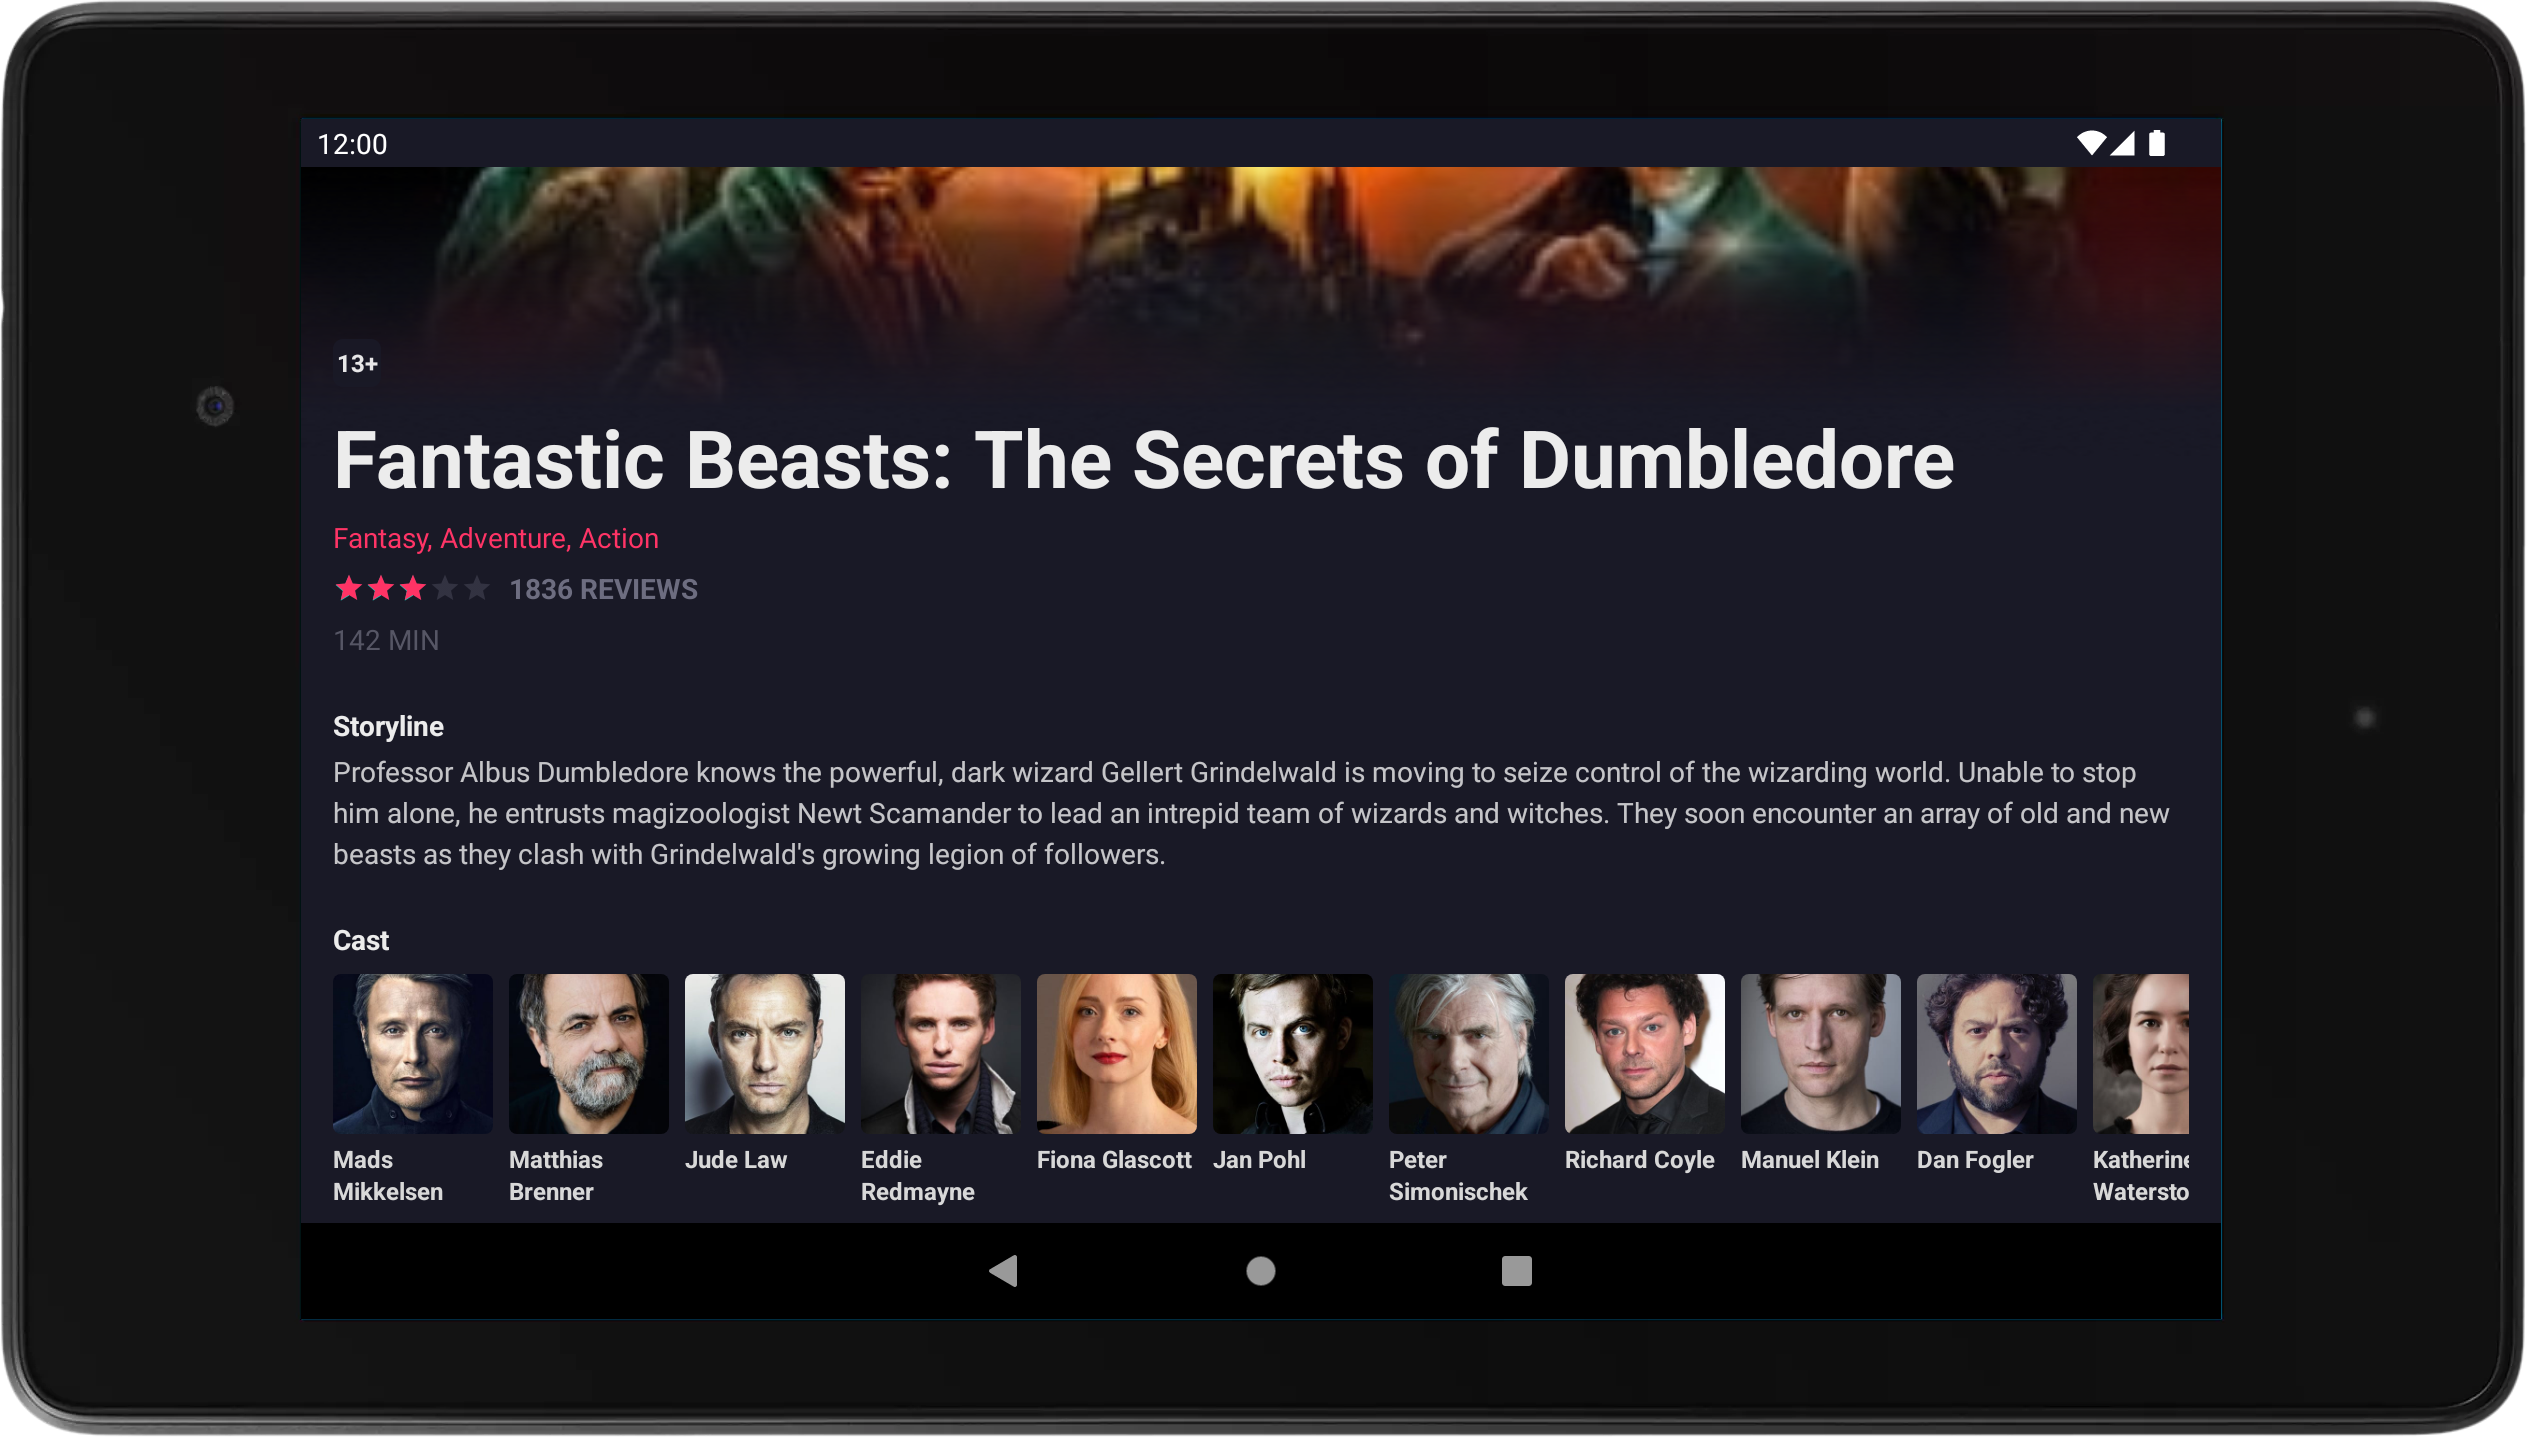 12:00
13+
Fantastic Beasts: The Secrets of Dumbledore
Fantasy, Adventure, Action
1836 REVIEWS
142 MIN
Storyline
Professor Albus Dumbledore knows the powerful, dark wizard Gellert Grindelwald is moving to seize control of the wizarding world. Unable to stop
him alone, he entrusts magizoologist Newt Scamander to lead an intrepid team of wizards and witches. They soon encounter an array of old and new
beasts as they clash with Grindelwald's growing legion of followers.
Cast
Mads Mikkelsen
Matthias Brenner
Jude Law
Eddie Redmayne
Fiona Glascott
Jan Pohl
Peter Simonischek
Richard Coyle
Manuel Klein
Dan Fogler
Katherine Watersto